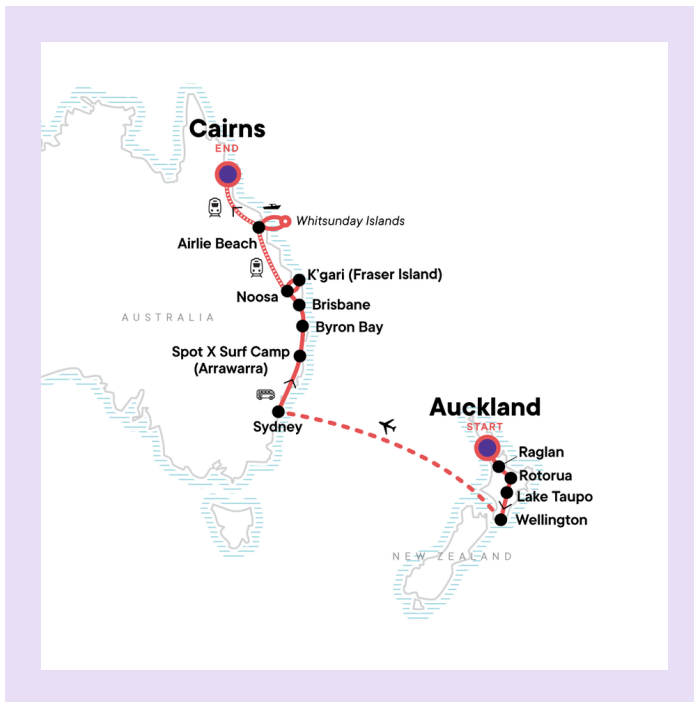 Cairns
END
Whitsunday Islands
Airlie Beach
K'gari (Fraser Island)
Noosa
Brisbane
AUSTRALIA
Byron Bay
Spot X Surf Camp
(Arrawarra)
Auckland
START
Sydney
Raglan
Rotorua
Lake Taupo
Wellington
NEW ZEALAND